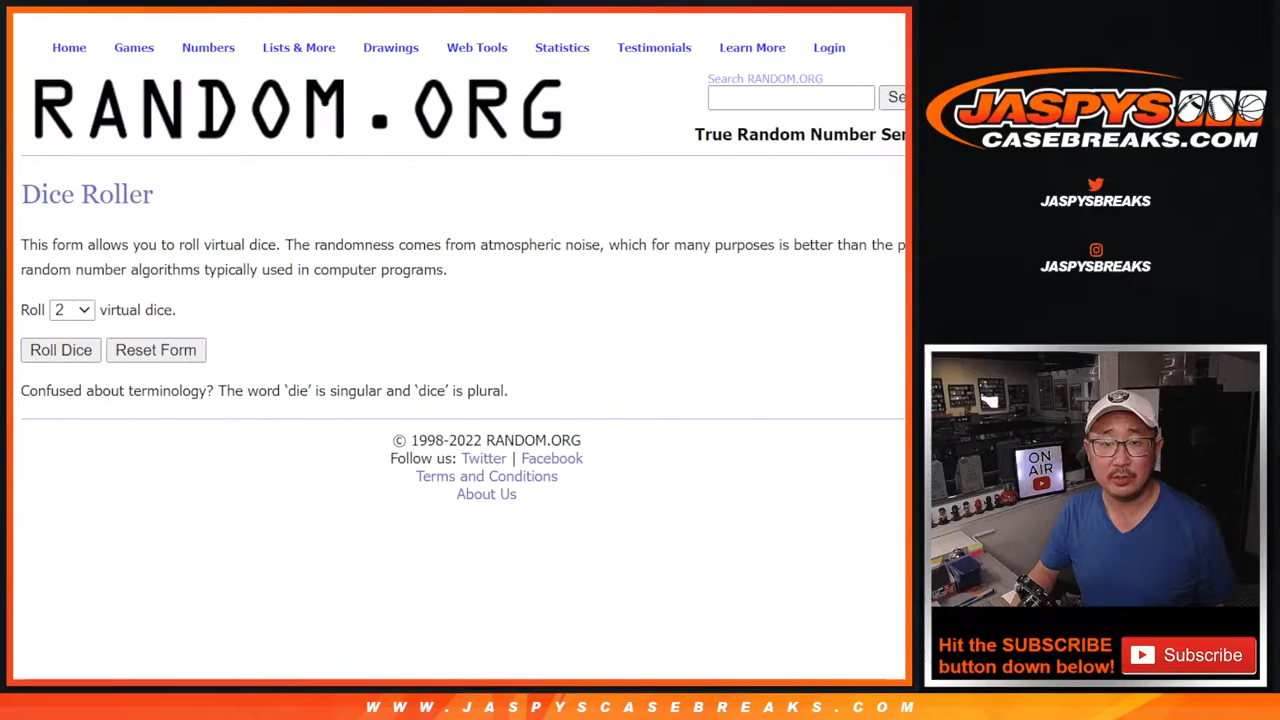 Home Games Numbers Lists & More Drawings Web Tools Statistics Testimonials Learn More Login
RANDOM.ORG
Search RANDOM.ORG
Se
True Random Number Ser
Dice Roller
This form allows you to roll virtual dice. The randomness comes from atmospheric noise, which for many purposes is better than the p
random number algorithms typically used in computer programs.
Roll 2 virtual dice.
Roll Dice Reset Form
Confused about terminology? The word ‘die’ is singular and ‘dice’ is plural.
© 1998-2022 RANDOM.ORG
Follow us: Twitter | Facebook
Terms and Conditions
About Us
JASPYS
CASEBREAKS.COM
JASPYSBREAKS
JASPYSBREAKS
ON
AIR
Hit the SUBSCRIBE
button down below!
Subscribe
WWW.JASPYSCASEBREAKS.COM